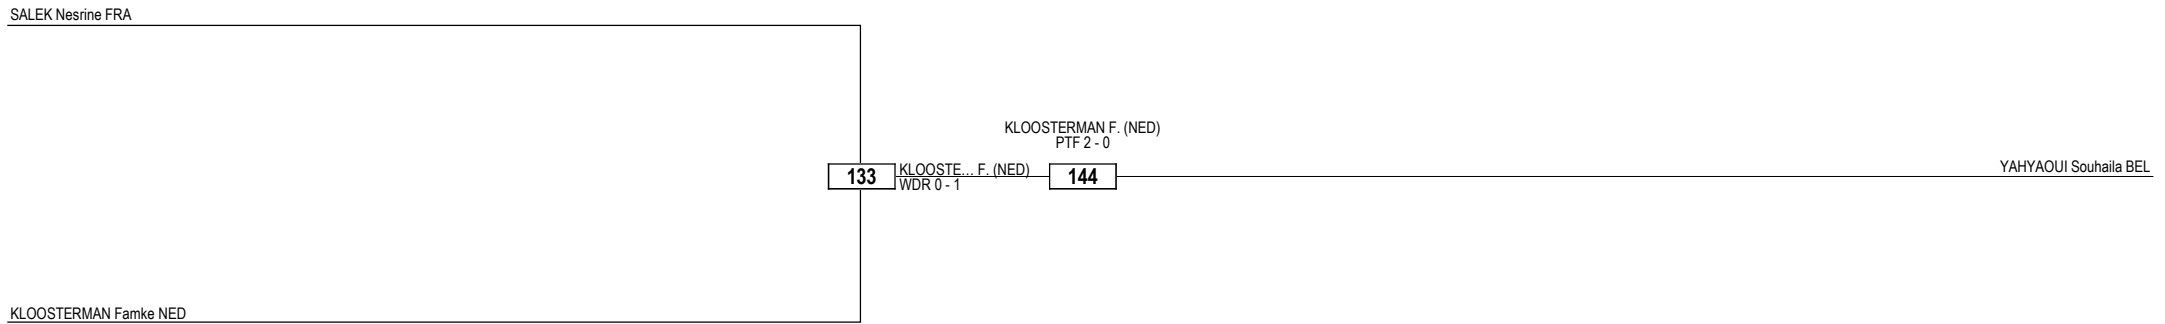 SALEK Nesrine FRA
KLOOSTERMAN F. (NED)
PTF 2 - 0
133
KLOOSTE... F. (NED)
WDR 0 - 1
144
YAHYAOUI Souhaila BEL
KLOOSTERMAN Famke NED